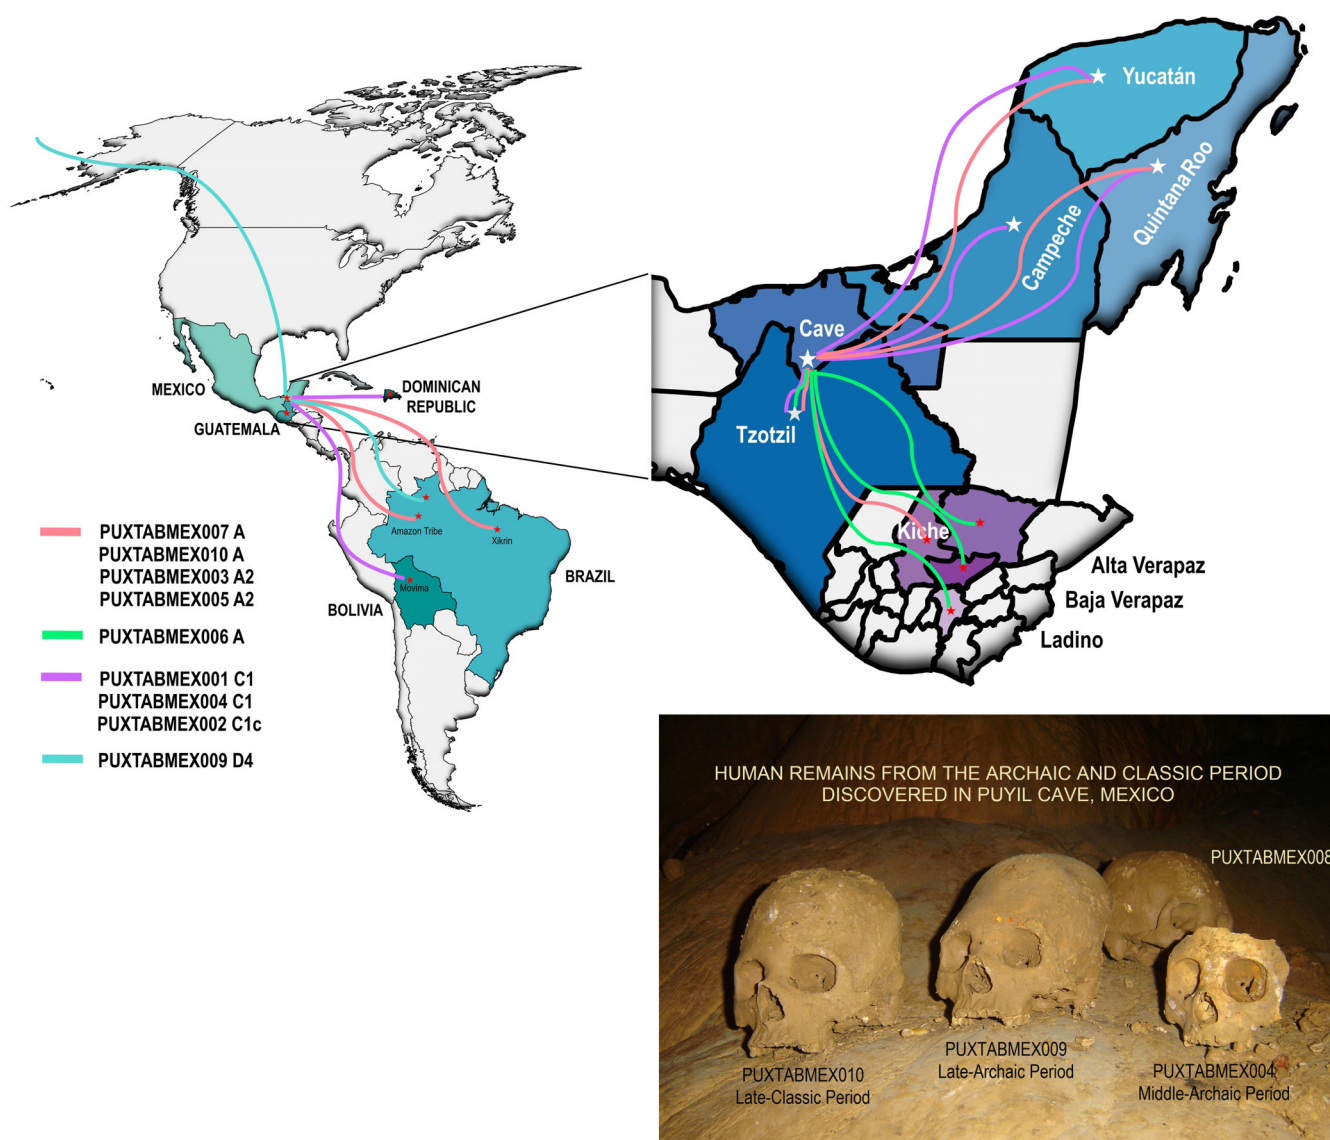 MEXICO
GUATEMALA
DOMINICAN
REPUBLIC
Amazon Tribe
Xikrin
Movima
BRAZIL
BOLIVIA
PUXTABMEX007 A
PUXTABMEX010 A
PUXTABMEX003 A2
PUXTABMEX005 A2
PUXTABMEX006 A
PUXTABMEX001 C1
PUXTABMEX004 C1
PUXTABMEX002 C1c
PUXTABMEX009 D4
Yucatán
Quintana Roo
Campeche
Cave
Tzotzil
Kiche
Alta Verapaz
Baja Verapaz
Ladino
HUMAN REMAINS FROM THE ARCHAIC AND CLASSIC PERIOD
DISCOVERED IN PUYIL CAVE, MEXICO
PUXTABMEX008
PUXTABMEX010
Late-Classic Period
PUXTABMEX009
Late-Archaic Period
PUXTABMEX004
Middle-Archaic Period